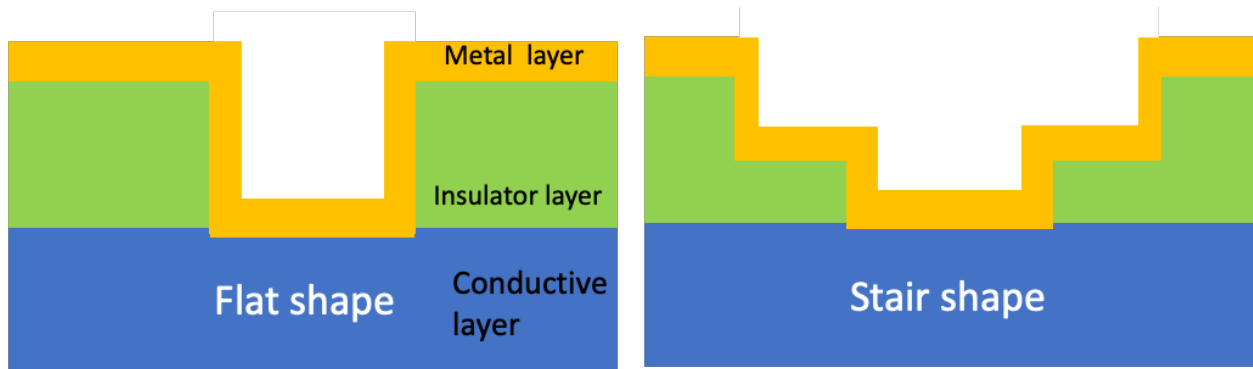 Metal layer
Insulator layer
Conductive
layer
Flat shape
Stair shape